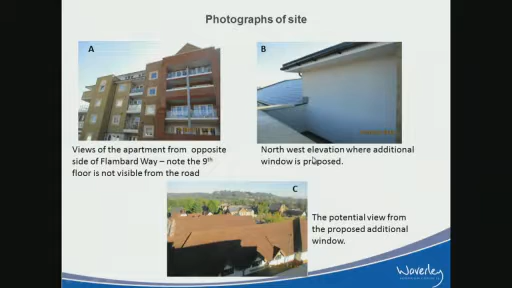 Photographs of site
A
B
Views of the apartment from opposite
side of Flambard Way – note the 9th
floor is not visible from the road
North west elevation where additional
window is proposed.
C
The potential view from
the proposed additional
window.
Waverley